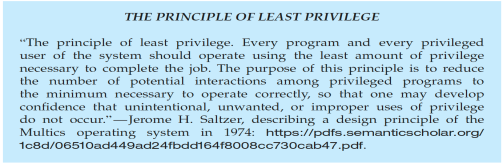 THE PRINCIPLE OF LEAST PRIVILEGE
“The principle of least privilege. Every program and every privileged
user of the system should operate using the least amount of privilege
necessary to complete the job. The purpose of this principle is to reduce
the number of potential interactions among privileged programs to
the minimum necessary to operate correctly, so that one may develop
confidence that unintentional, unwanted, or improper uses of privilege
do not occur.”—Jerome H. Saltzer, describing a design principle of the
Multics operating system in 1974: https://pdfs.semanticscholar.org/
1c8d/06510ad449ad24fbdd164f8008cc730cab47.pdf.